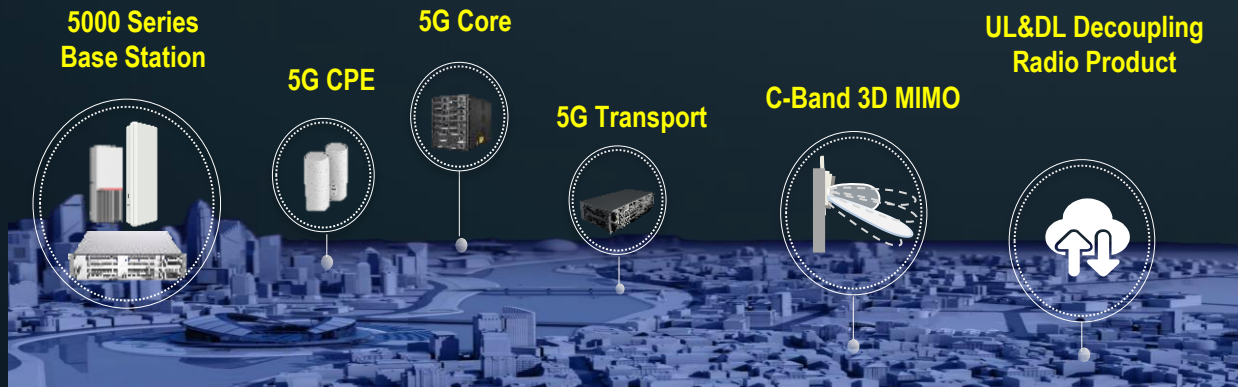 5000 Series
Base Station
5G CPE
5G Core
5G Transport
C-Band 3D MIMO
UL&DL Decoupling
Radio Product